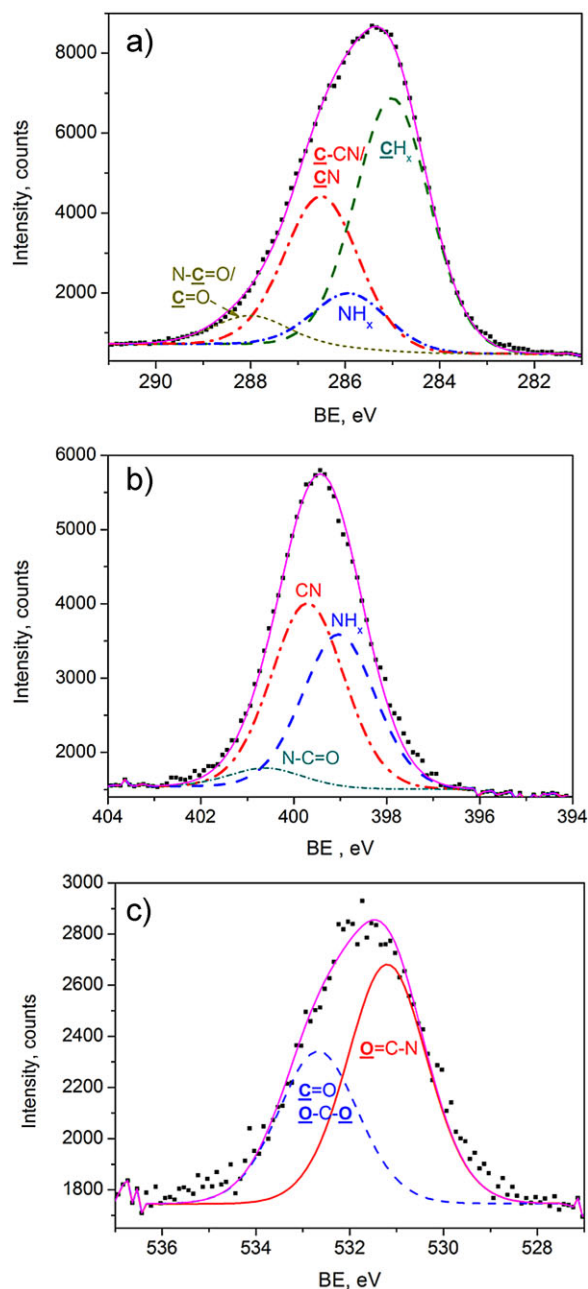 a)
8000
6000
4000
2000
Intensity, counts
C-CN/
CN
CHx
N-C=O/
C=O
NHx
290 288 286 284 282
BE, eV
b)
6000
5000
4000
3000
2000
Intensity, counts
CN
NHx
N-C=O
404 402 400 398 396 394
BE , eV
c)
3000
2800
2600
2400
2200
2000
1800
Intensity, counts
O=C-N
C=O
O-C-O
536 534 532 530 528
BE, eV